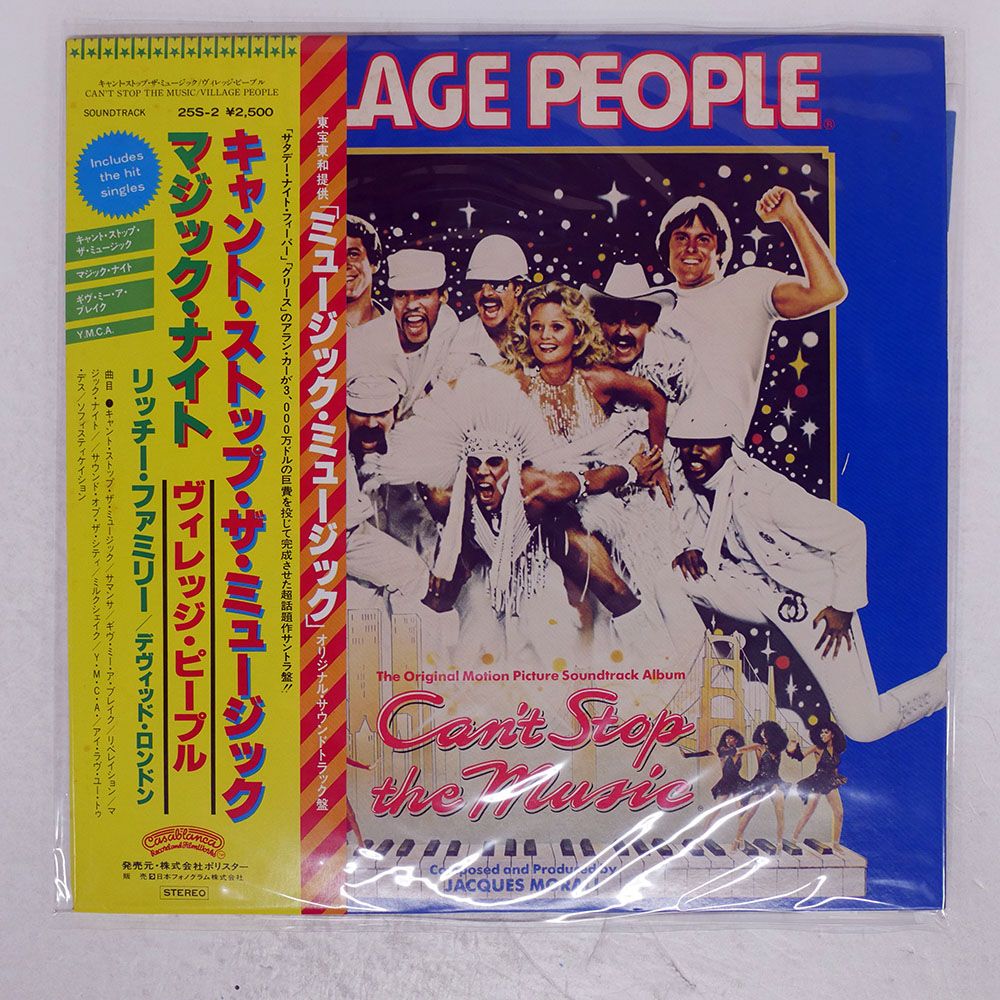 キャント・ストップ・ザ・ミュージック/ヴィレッジ・ピープル
CAN'T STOP THE MUSIC/VILLAGE PEOPLE
SOUNDTRACK 25S-2 ¥2,500
Includes
the hit
singles
キャント・ストップ・
ザ・ミュージック
マジック・ナイト
ギヴ・ミー・ア・
ブレイク
Y.M.C.A.
キャント・ストップ・ザ・ミュージック
マジック・ナイト
ヴィレッジ・ピープル
リッチー・ファミリー/デヴィッド・ロンドン
曲目●キャント・ストップ・ザ・ミュージック/サマンサ/ギヴ・ミー・ア・ブレイク/リベレイション/マ
ジック・ナイト//サウンド・オブ・ザ・シティ/ミルクシェイク/Y・M・C・A・/アイ・ラヴ・ユー・トゥ
・デス/ソフィスティケイション
「サタデー・ナイト・フィーバー」「グリース」のアラン・カーが3,000万ドルの巨費を投じて完成させた超話題作サントラ盤!!
東宝東和提供「ミュージック・ミュージック」オリジナル・サウンドトラック盤
Casablanca
Record and FilmWorks
発売元・株式会社ポリスター
販売 日本フォノグラム株式会社
STEREO
LAGE PEOPLE®
The Original Motion Picture Soundtrack Album
Can't Stop
the Music
Composed and Produced by
JACQUES MORALI